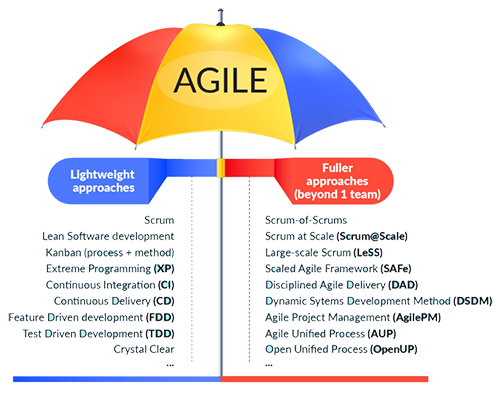 AGILE
Lightweight
approaches
Fuller
approaches
(beyond 1 team)
Scrum
Lean Software development
Kanban (process + method)
Extreme Programming (XP)
Continuous Integration (CI)
Continuous Delivery (CD)
Feature Driven development (FDD)
Test Driven Development (TDD)
Crystal Clear
...
Scrum-of-Scrums
Scrum at Scale (Scrum@Scale)
Large-scale Scrum (LeSS)
Scaled Agile Framework (SAFe)
Disciplined Agile Delivery (DAD)
Dynamic Sytems Development Method (DSDM)
Agile Project Management (AgilePM)
Agile Unified Process (AUP)
Open Unified Process (OpenUP)
...